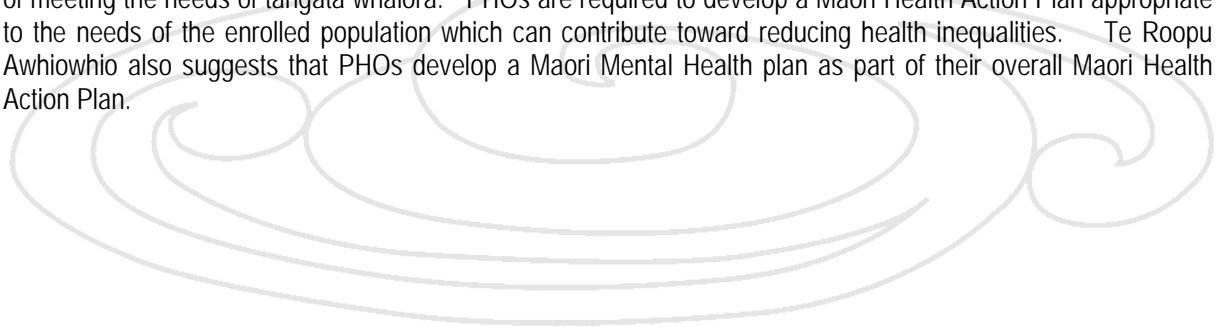 of meeting the needs of tangata whaiora. PHOs are required to develop a Maori Health Action Plan appropriate
to the needs of the enrolled population which can contribute toward reducing health inequalities. Te Roopu
Awhiowhio also suggests that PHOs develop a Maori Mental Health plan as part of their overall Maori Health
Action Plan.